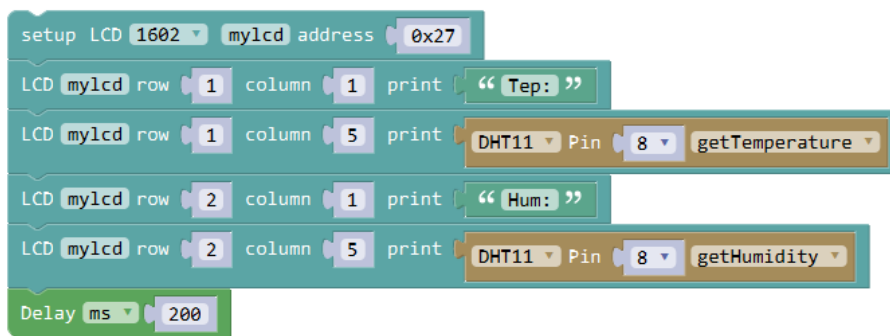 setup LCD 1602 mylcd address 0x27
LCD mylcd row 1 column 1 print “ Tep: ”
LCD mylcd row 1 column 5 print DHT11 Pin 8 getTemperature
LCD mylcd row 2 column 1 print “ Hum: ”
LCD mylcd row 2 column 5 print DHT11 Pin 8 getHumidity
Delay ms 200